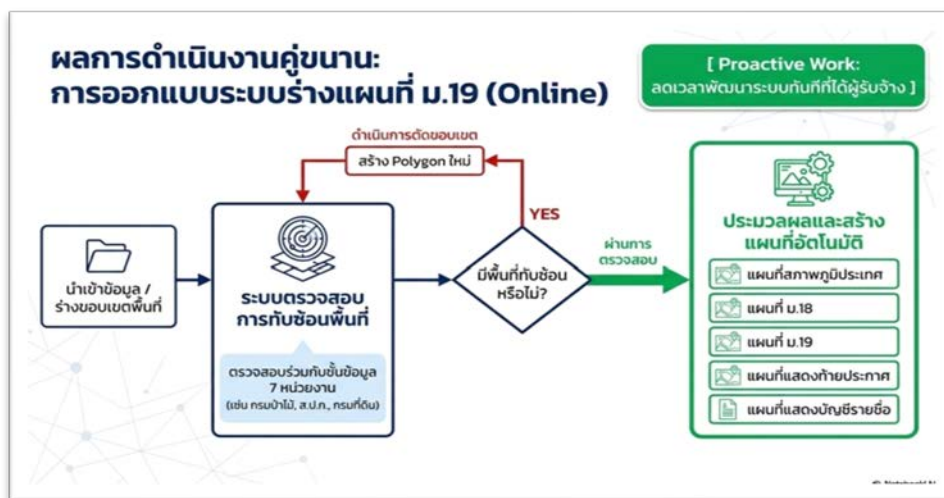 ผลการดำเนินงานคู่ขนาน:
การออกแบบระบบร่างแผนที่ ม.19 (Online)
[ Proactive Work:
ลดเวลาพัฒนาระบบทันทีที่ได้ผู้รับจ้าง ]
ดำเนินการตัดขอบเขต
สร้าง Polygon ใหม่
YES
นำเข้าข้อมูล /
ร่างขอบเขตพื้นที่
ระบบตรวจสอบ
การทับซ้อนพื้นที่
ตรวจสอบร่วมกับชั้นข้อมูล
7 หน่วยงาน
(เช่น กรมป่าไม้, ส.ป.ก., กรมที่ดิน)
มีพื้นที่ทับซ้อน
หรือไม่?
ผ่านการ
ตรวจสอบ
ประมวลผลและสร้าง
แผนที่อัตโนมัติ
แผนที่สภาพภูมิประเทศ
แผนที่ ม.18
แผนที่ ม.19
แผนที่แสดงท้ายประกาศ
แผนที่แสดงบัญชีรายชื่อ